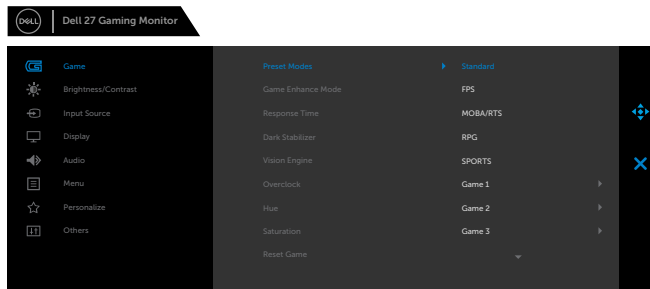 DELL
Dell 27 Gaming Monitor
Game
Brightness/Contrast
Input Source
Display
Audio
Menu
Personalize
Others
Preset Modes
Game Enhance Mode
Response Time
Dark Stabilizer
Vision Engine
Overclock
Hue
Saturation
Reset Game
Standard
FPS
MOBA/RTS
RPG
SPORTS
Game 1
Game 2
Game 3